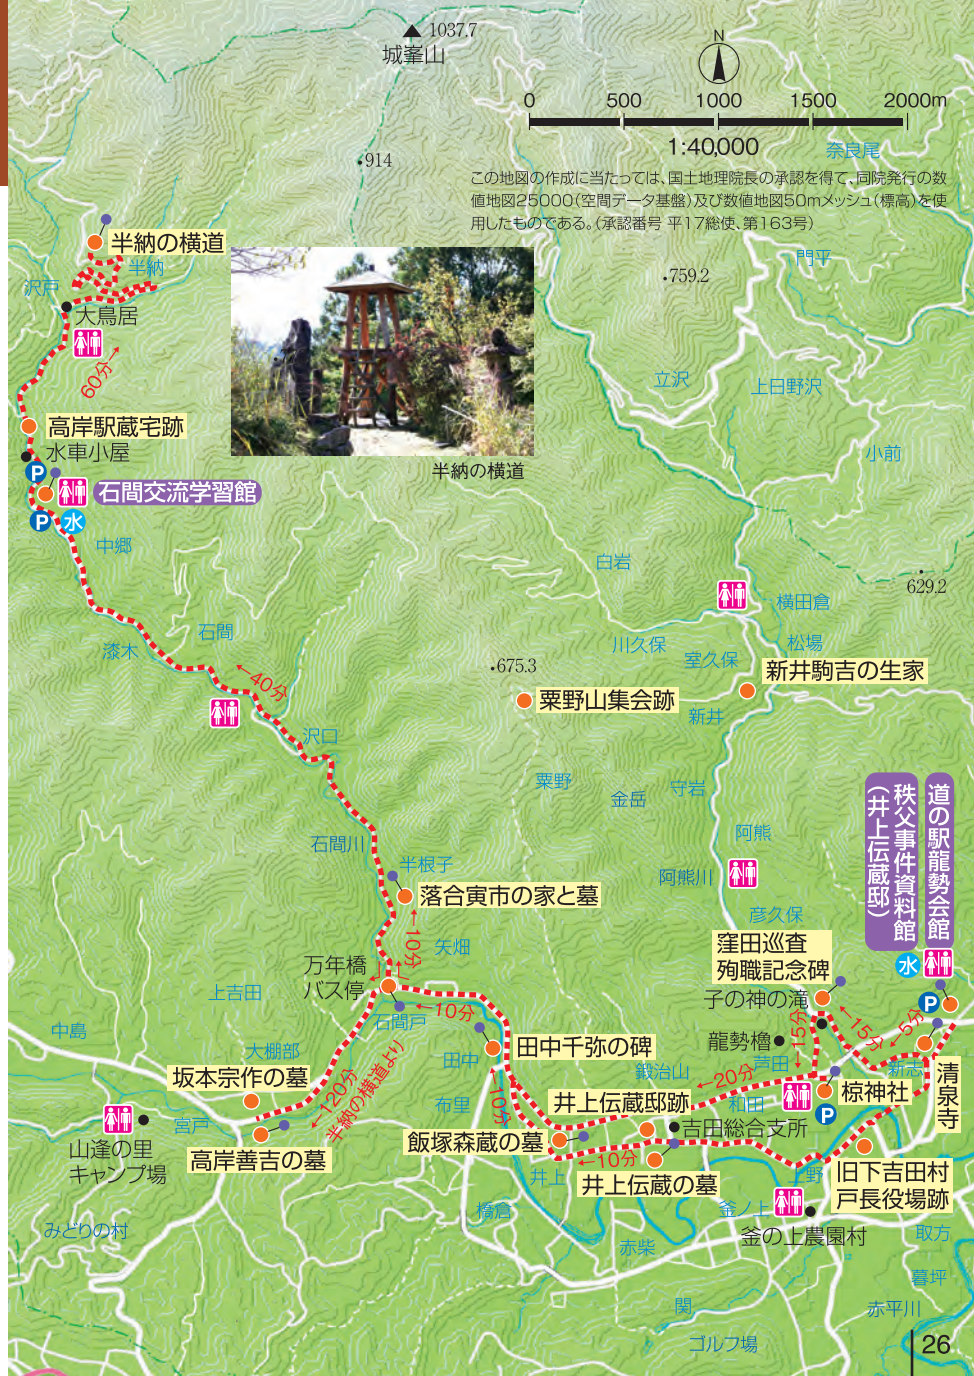 1037.7
城峯山
N
0 500 1000 1500 2000m
1:40,000
奈良尾
914
この地図の作成に当たっては、国土地理院長の承認を得て、同院発行の数
値地図25000(空間データ基盤)及び数値地図50mメッシュ(標高)を使
用したものである。(承認番号 平17総使、第163号)
半納の横道
半納
沢戸
大鳥居
60分
759.2
門平
立沢
上日野沢
小前
高岸駅蔵宅跡
水車小屋
半納の横道
P
石間交流学習館
P
水
中郷
白岩
629.2
横田倉
石間
漆木
川久保
松場
室久保
675.3
新井駒吉の生家
←40分
粟野山集会跡
新井
沢口
粟野
金岳
守岩
道の駅龍勢会館
秩父事件資料館
(井上伝蔵邸)
石間川
阿熊
半根子
阿熊川
落合寅市の家と墓
彦久保
←10分
矢畑
窪田巡査
殉職記念碑
水
万年橋
バス停
上吉田
子の神の滝
P
石間戸
←10分
15分→
←15分
←5分
中島
龍勢櫓
大棚部
田中
田中千弥の碑
芦田
新志
清泉寺
坂本宗作の墓
←120分
半納の横道より
鍛治山
←20分
椋神社
布里
←10分
井上伝蔵邸跡
和田
P
宮戸
飯塚森蔵の墓
吉田総合支所
山逢の里
キャンプ場
高岸善吉の墓
←10分
井上
井上伝蔵の墓
上野
旧下吉田村
戸長役場跡
橋倉
釜ノ上
みどりの村
赤柴
釜の上農園村
取方
暮坪
関
赤平川
ゴルフ場
26